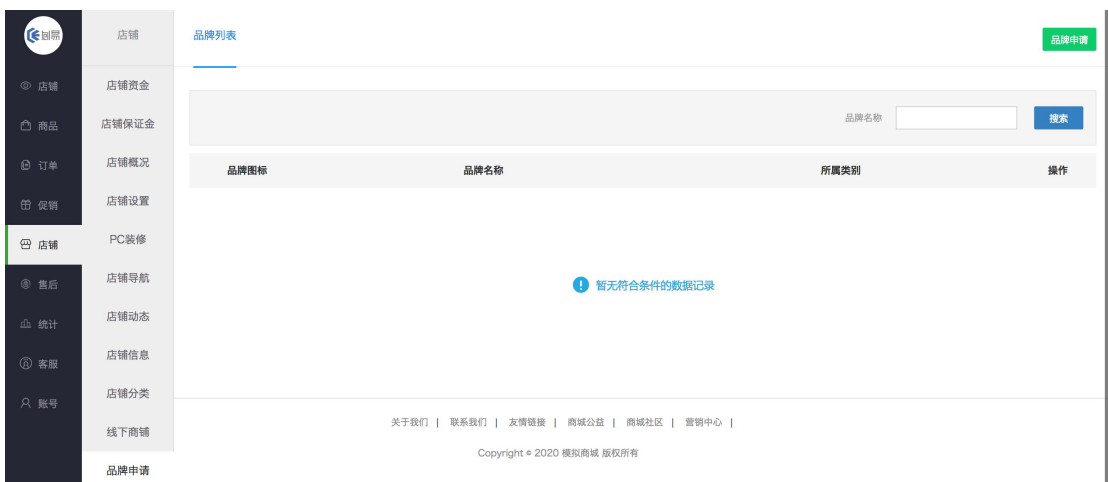 创易
店铺
商品
订单
促销
店铺
售后
统计
客服
账号
店铺
店铺资金
店铺保证金
店铺概况
店铺设置
PC装修
店铺导航
店铺动态
店铺信息
店铺分类
线下商铺
品牌申请
品牌列表
品牌申请
品牌名称 搜索
品牌图标 品牌名称 所属类别 操作
暂无符合条件的数据记录
关于我们 | 联系我们 | 友情链接 | 商城公益 | 商城社区 | 营销中心 |
Copyright © 2020 模拟商城 版权所有